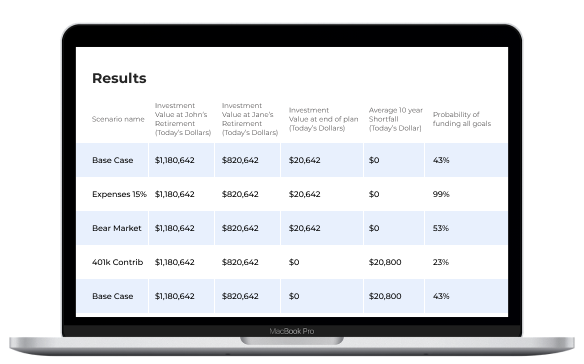 Results
Scenario name
Investment
Value at John's
Retirement
(Today's Dollars)
Investment
Value at Jane's
Retirement
(Today's Dollars)
Investment
Value at end of plan
(Today's Dollars)
Average 10 year
Shortfall
(Today's Dollar)
Probability of
funding all goals
Base Case $1,180,642 $820,642 $20,642 $0 43%
Expenses 15% $1,180,642 $820,642 $20,642 $0 99%
Bear Market $1,180,642 $820,642 $20,642 $0 53%
401k Contrib $1,180,642 $820,642 $0 $20,800 23%
Base Case $1,180,642 $820,642 $0 $20,800 43%
MacBook Pro